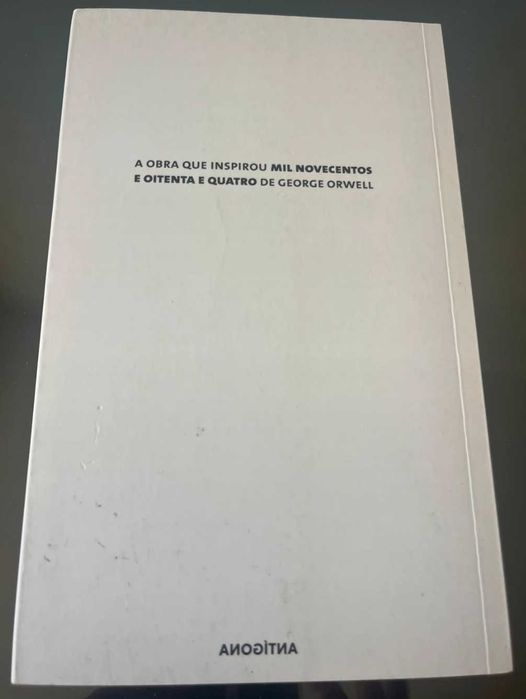 A OBRA QUE INSPIROU MIL NOVECENTOS
E OITENTA E QUATRO DE GEORGE ORWELL
ANTÍGONA